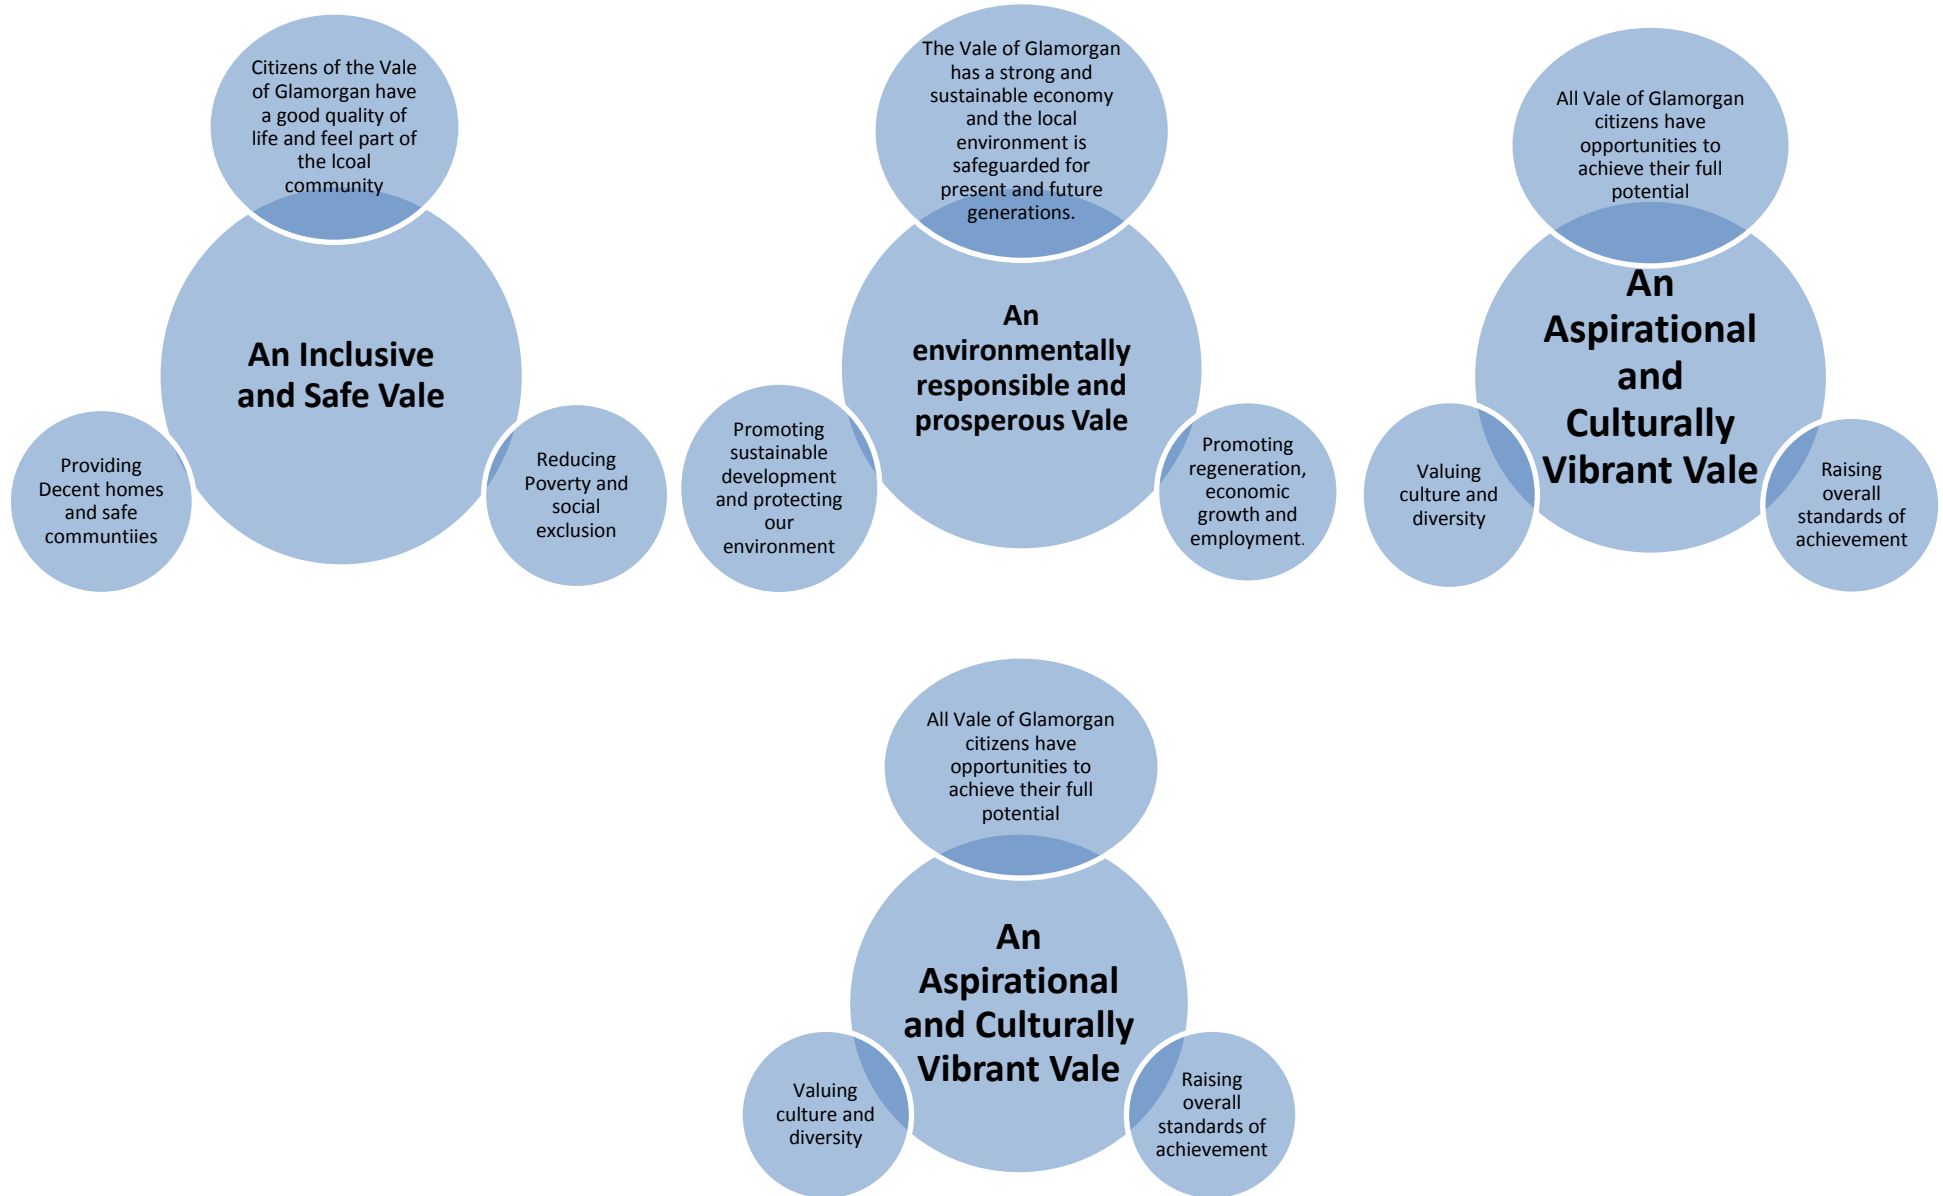 Citizens of the Vale
of Glamorgan have
a good quality of
life and feel part of
the lcoal
community
An Inclusive
and Safe Vale
Providing
Decent homes
and safe
communtiies
Reducing
Poverty and
social
exclusion
The Vale of Glamorgan
has a strong and
sustainable economy
and the local
environment is
safeguarded for
present and future
generations.
An
environmentally
responsible and
prosperous Vale
Promoting
sustainable
development
and protecting
our
environment
Promoting
regeneration,
economic
growth and
employment.
All Vale of Glamorgan
citizens have
opportunities to
achieve their full
potential
An
Aspirational
and
Culturally
Vibrant Vale
Valuing
culture and
diversity
Raising
overall
standards of
achievement
All Vale of Glamorgan
citizens have
opportunities to
achieve their full
potential
An
Aspirational
and Culturally
Vibrant Vale
Valuing
culture and
diversity
Raising
overall
standards of
achievement